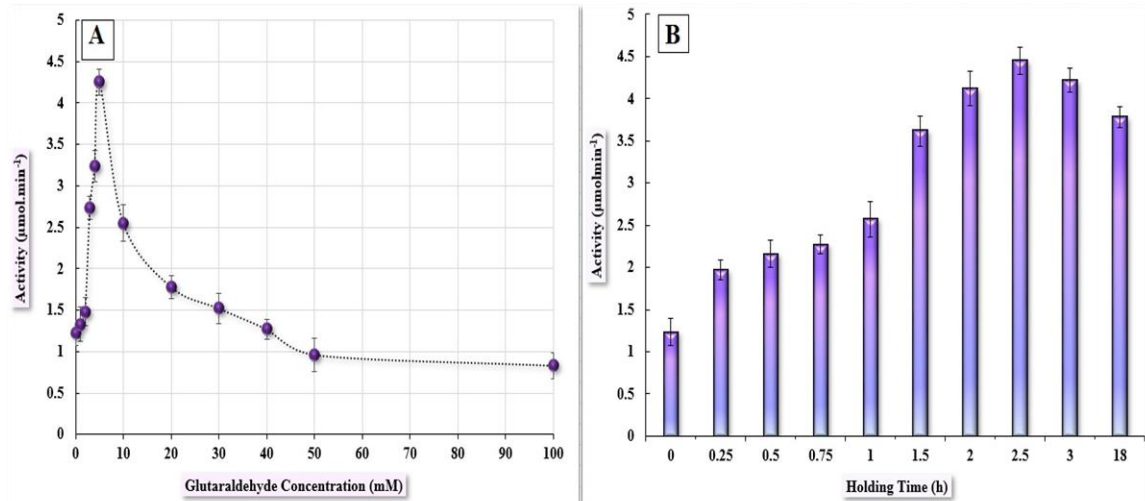 A
Activity (µmol.min⁻¹)
5
4.5
4
3.5
3
2.5
2
1.5
1
0.5
0
0 10 20 30 40 50 60 70 80 90 100
Glutaraldehyde Concentration (mM)
B
Activity (µmolmin⁻¹)
5
4.5
4
3.5
3
2.5
2
1.5
1
0.5
0
0 0.25 0.5 0.75 1 1.5 2 2.5 3 18
Holding Time (h)